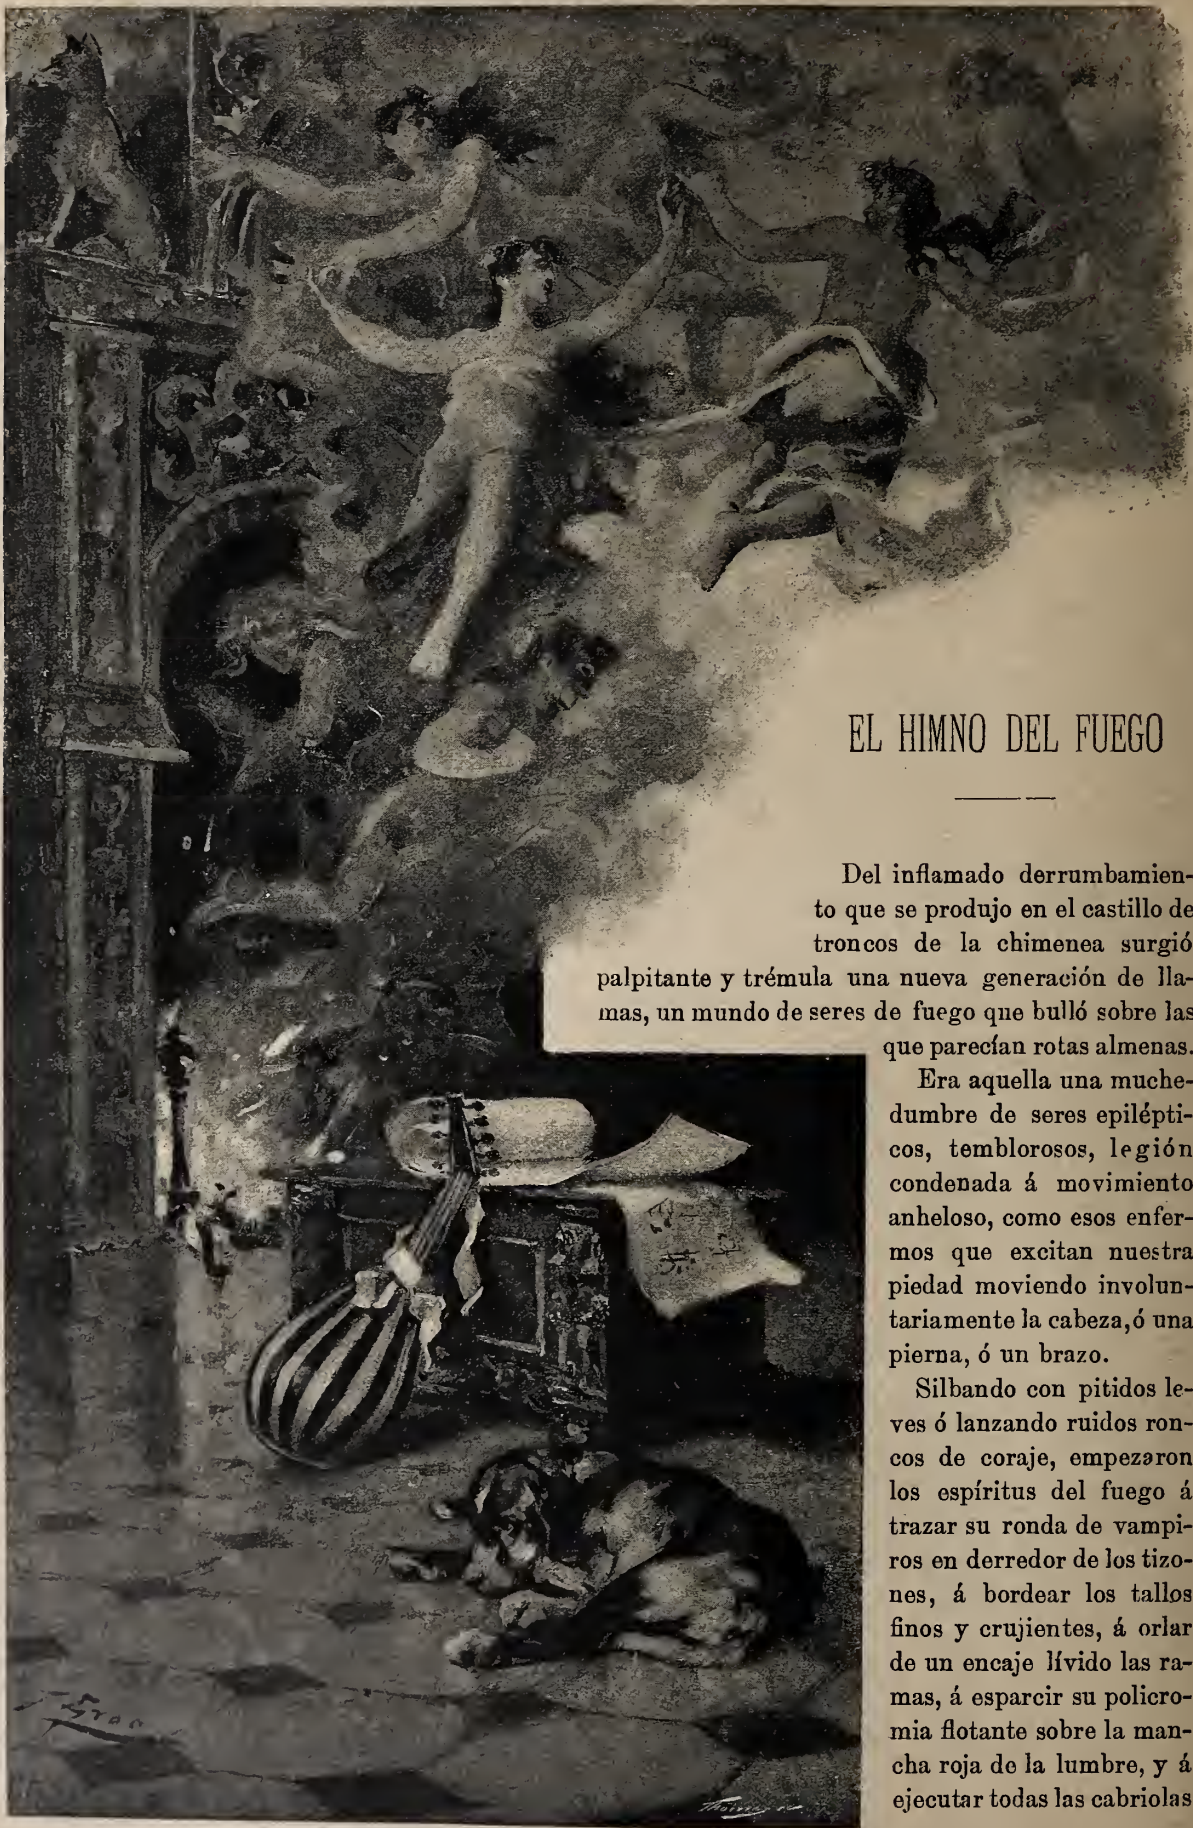 EL HIMNO DEL FUEGO
Del inflamado derrumbamien-
to que se produjo en el castillo de
troncos de la chimenea surgió
palpitante y trémula una nueva generación de lla-
mas, un mundo de seres de fuego que bulló sobre las
que parecían rotas almenas.
Era aquella una muche-
dumbre de seres epilépti-
cos, temblorosos, legión
condenada á movimiento
anheloso, como esos enfer-
mos que excitan nuestra
piedad moviendo involun-
tariamente la cabeza, ó una
pierna, ó un brazo.
Silbando con pitidos le-
ves ó lanzando ruidos ron-
cos de coraje, empezaron
los espíritus del fuego á
trazar su ronda de vampi-
ros en derredor de los tizo-
nes, á bordear los tallos
finos y crujientes, á orlar
de un encaje lívido las ra-
mas, á esparcir su policro-
mia flotante sobre la man-
cha roja de la lumbre, y á
ejecutar todas las cabriolas